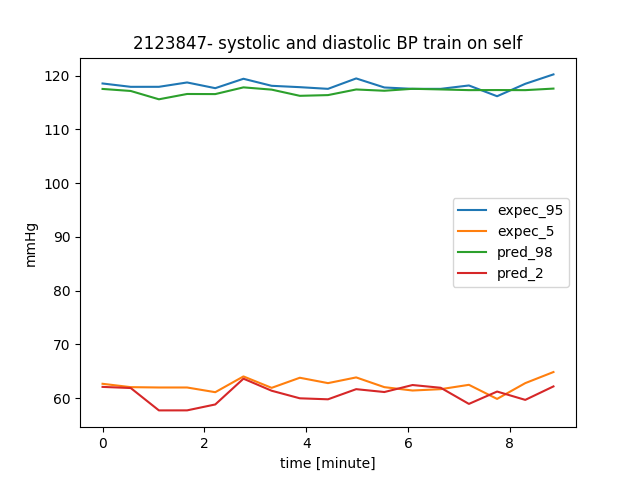 2123847- systolic and diastolic BP train on self
120
110
100
90
80
70
60
mmHg
expec_95
expec_5
pred_98
pred_2
0 2 4 6 8
time [minute]